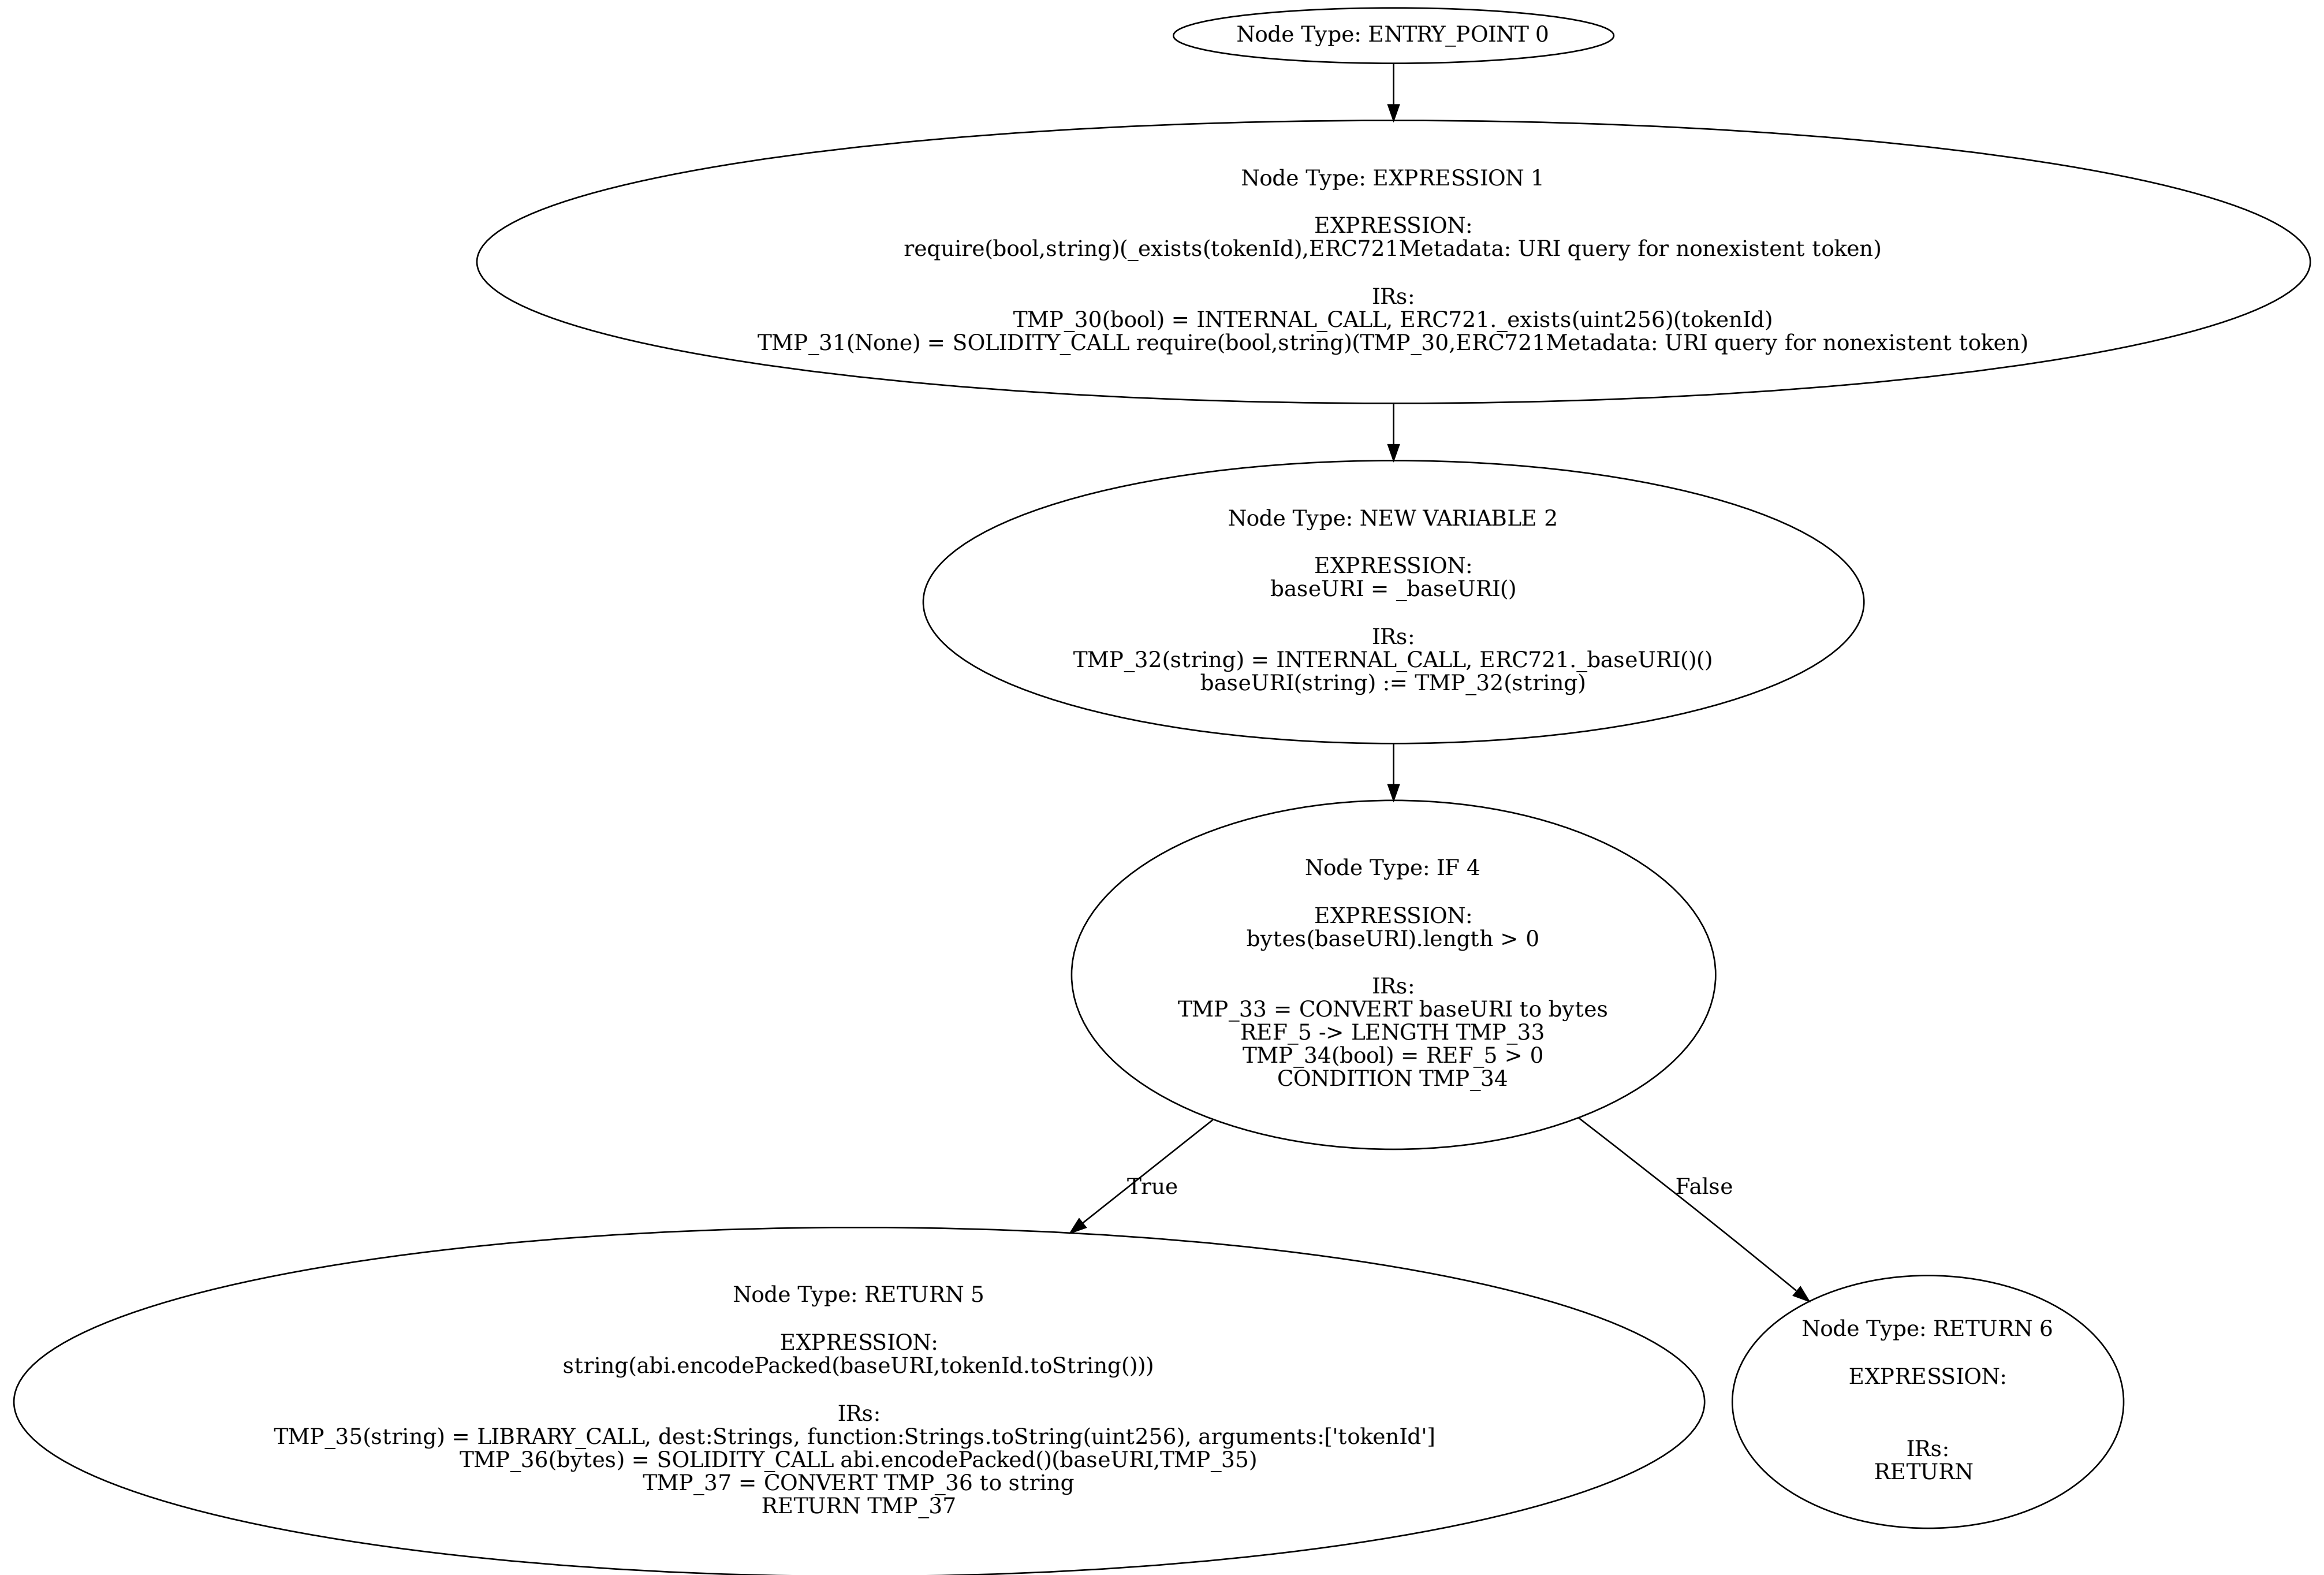 Node Type: ENTRY_POINT 0
Node Type: EXPRESSION 1
EXPRESSION:
require(bool,string)(_exists(tokenId),ERC721Metadata: URI query for nonexistent token)
IRs:
TMP_30(bool) = INTERNAL_CALL, ERC721._exists(uint256)(tokenId)
TMP_31(None) = SOLIDITY_CALL require(bool,string)(TMP_30,ERC721Metadata: URI query for nonexistent token)
Node Type: NEW VARIABLE 2
EXPRESSION:
baseURI = _baseURI()
IRs:
TMP_32(string) = INTERNAL_CALL, ERC721._baseURI()()
baseURI(string) := TMP_32(string)
Node Type: IF 4
EXPRESSION:
bytes(baseURI).length > 0
IRs:
TMP_33 = CONVERT baseURI to bytes
REF_5 -> LENGTH TMP_33
TMP_34(bool) = REF_5 > 0
CONDITION TMP_34
True
False
Node Type: RETURN 5
EXPRESSION:
string(abi.encodePacked(baseURI,tokenId.toString()))
IRs:
TMP_35(string) = LIBRARY_CALL, dest:Strings, function:Strings.toString(uint256), arguments:['tokenId']
TMP_36(bytes) = SOLIDITY_CALL abi.encodePacked()(baseURI,TMP_35)
TMP_37 = CONVERT TMP_36 to string
RETURN TMP_37
Node Type: RETURN 6
EXPRESSION:
IRs:
RETURN